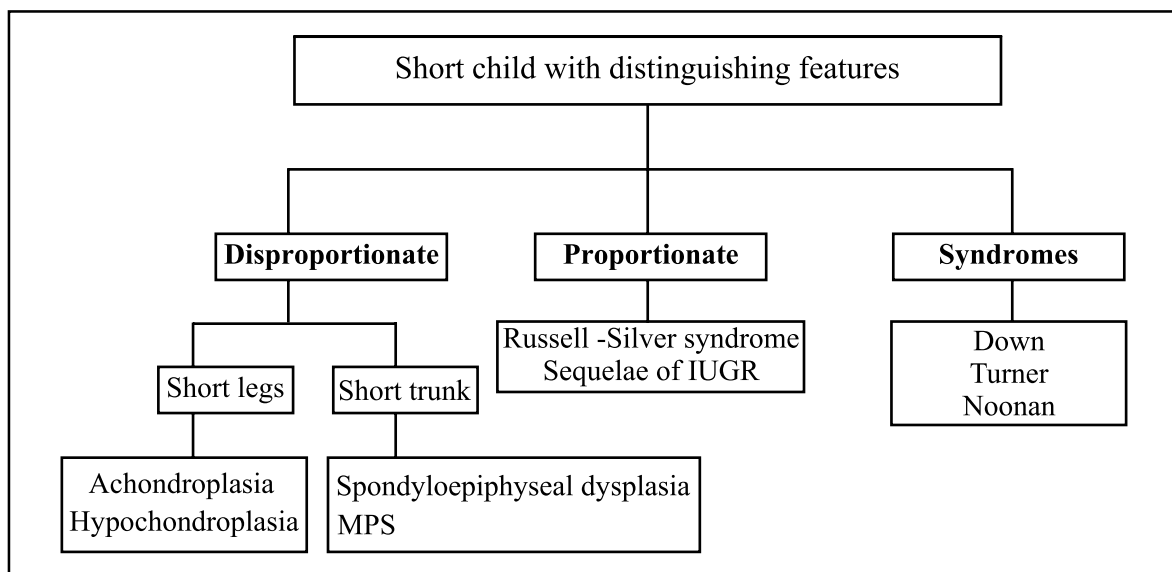 Short child with distinguishing features
Disproportionate
Proportionate
Syndromes
Short legs
Short trunk
Russell -Silver syndrome
Sequelae of IUGR
Down
Turner
Noonan
Achondroplasia
Hypochondroplasia
Spondyloepiphyseal dysplasia
MPS